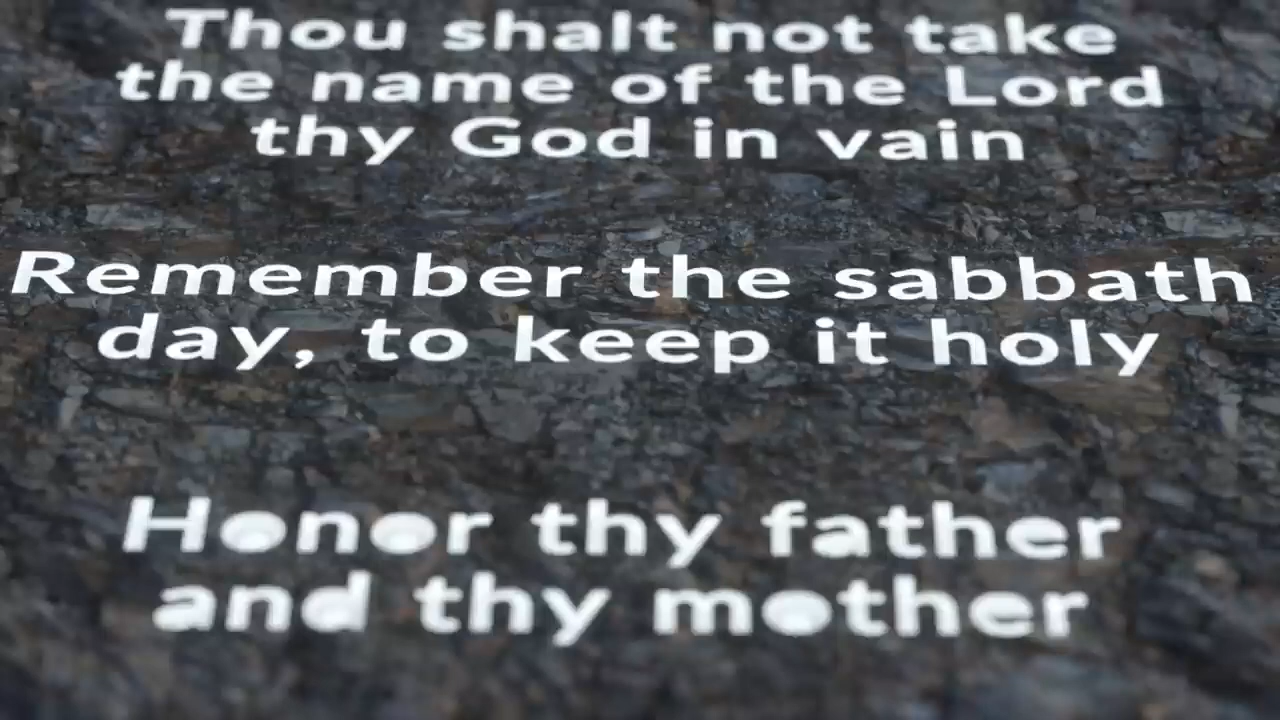 Thou shalt not take
the name of the Lord
thy God in vain
Remember the sabbath
day, to keep it holy
Honor thy father
and thy mother